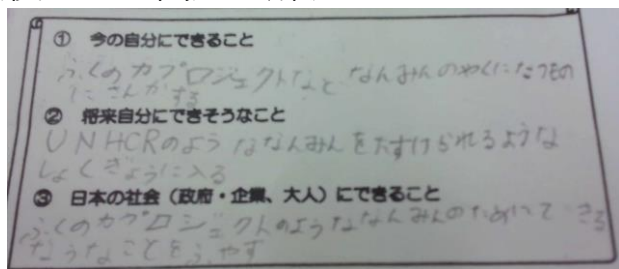 ① 今の自分にできること
ふくのカプロジェクトなどなんみんのやくにたつもの
にさんかする
② 将来自分にできそうなこと
UNHCRのようななんみんをたすけられるような
しょくぎょうに入る
③ 日本の社会（政府・企業、大人）にできること
ふくのカプロジェクトのようななんみんのためにできる
ようなことをふやす